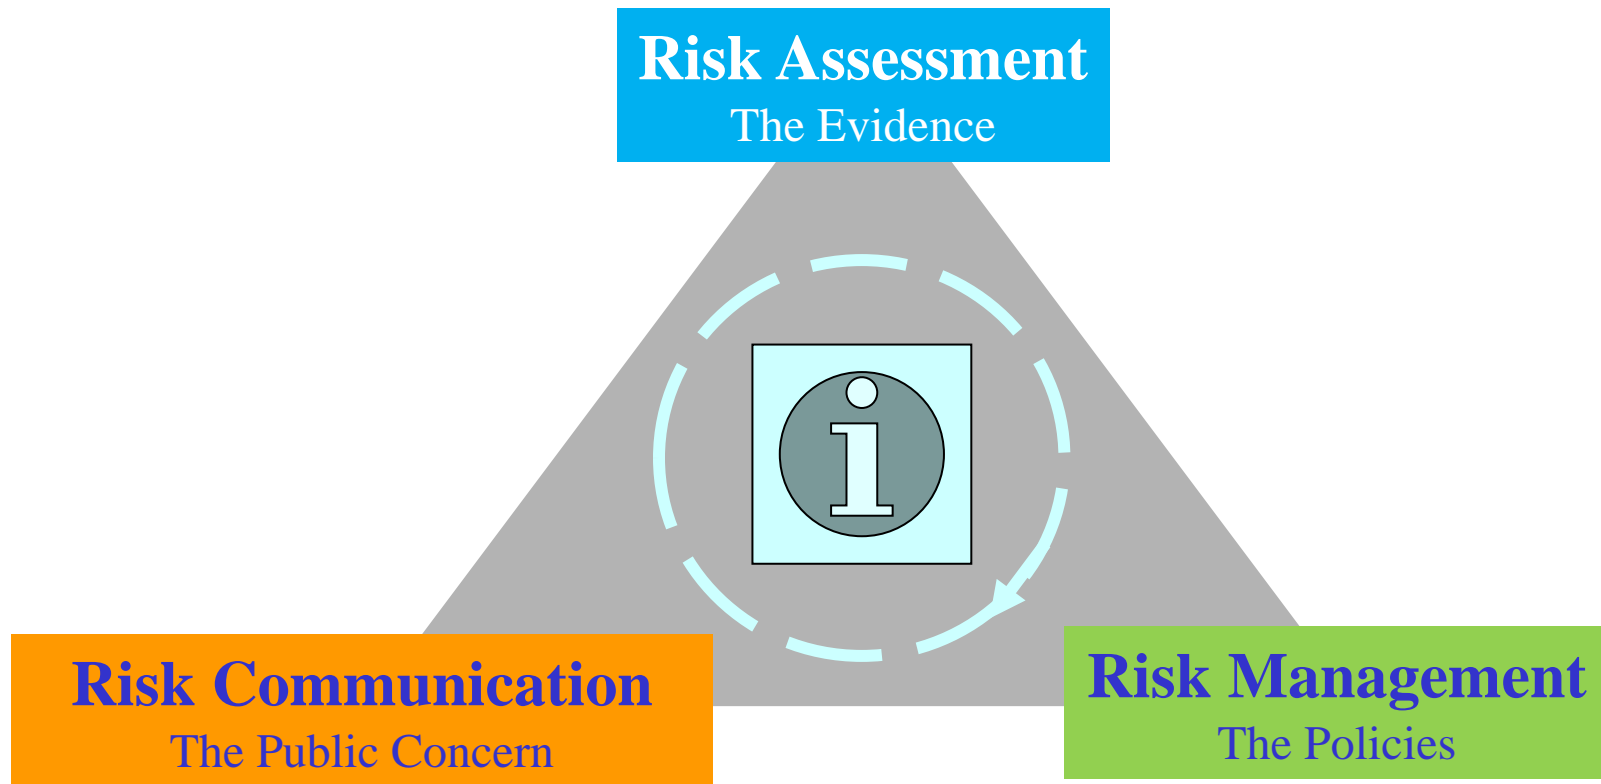 Risk Assessment
The Evidence
i
Risk Communication
The Public Concern
Risk Management
The Policies